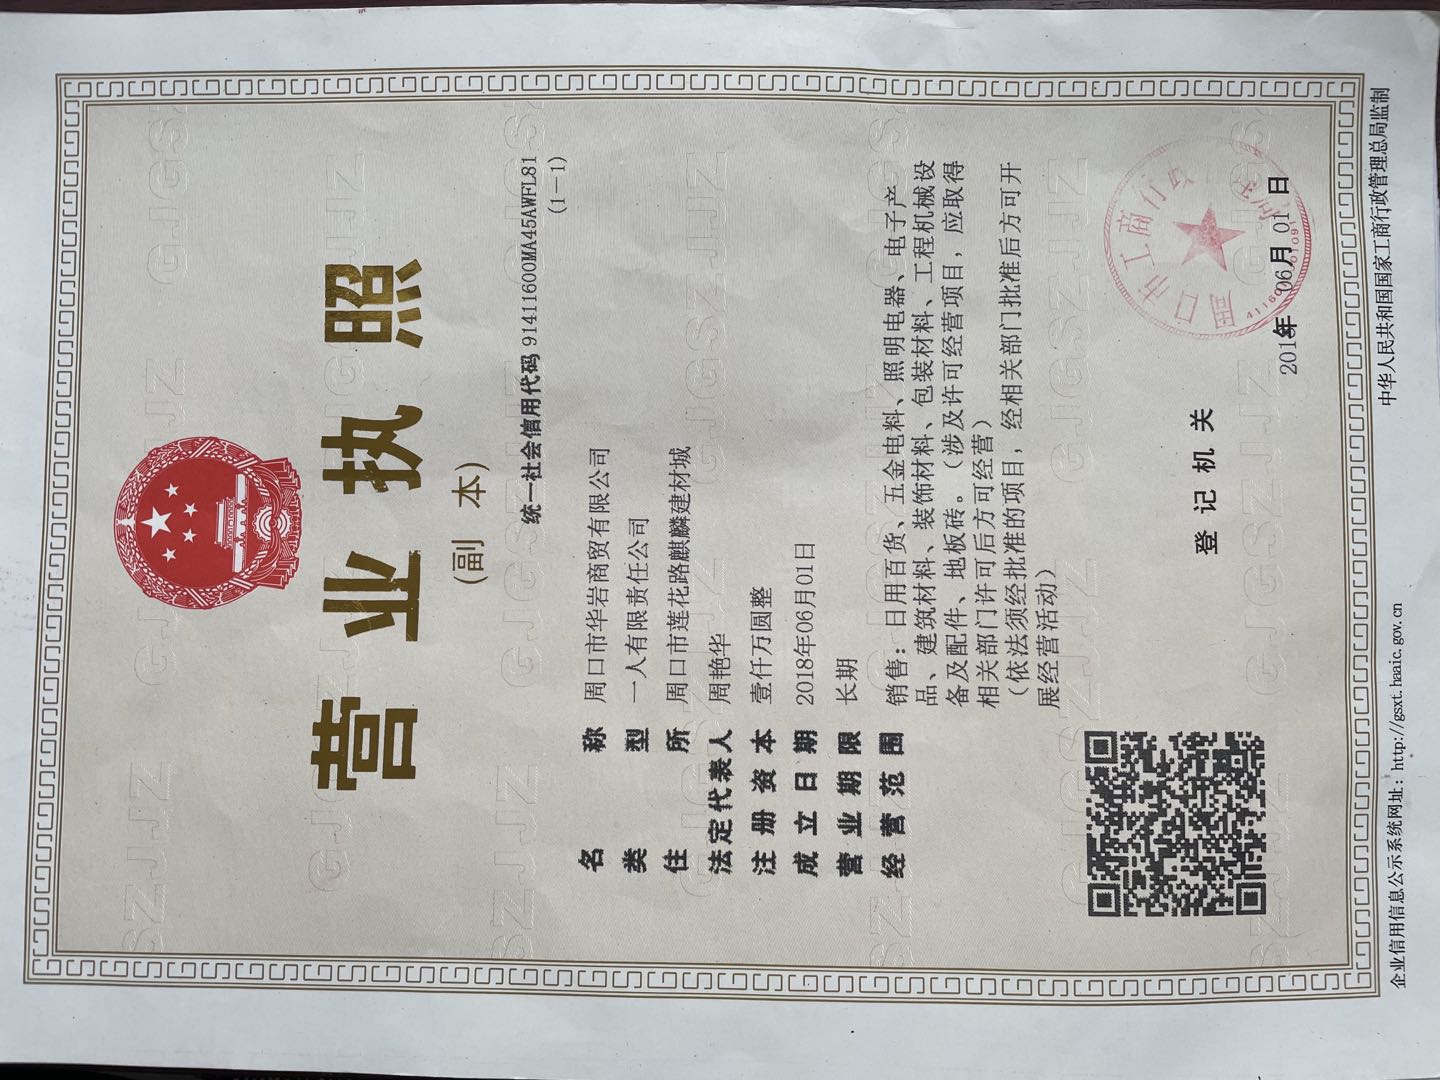 营业执照
(副 本)
统一社会信用代码 91411600MA45AWFL81
(1-1)
名称 周口市华岩商贸有限公司
类型 一人有限责任公司
住所 周口市莲花路麒麟建材城
法定代表人 周艳华
注册资本 壹仟万圆整
成立日期 2018年06月01日
营业期限 长期
经营范围 销售：日用百货、五金电料、照明电器、电子产
品、建筑材料、装饰材料、包装材料、工程机械设
备及配件、地板砖。（涉及许可经营项目，应取得
相关部门许可后方可经营）
（依法须经批准的项目，经相关部门批准后方可开
展经营活动）
登记机关
周口市工商行政
2018年 06月 01 日
企业信用信息公示系统网址：http://gsxt.haaic.gov.cn
中华人民共和国国家工商行政管理总局监制